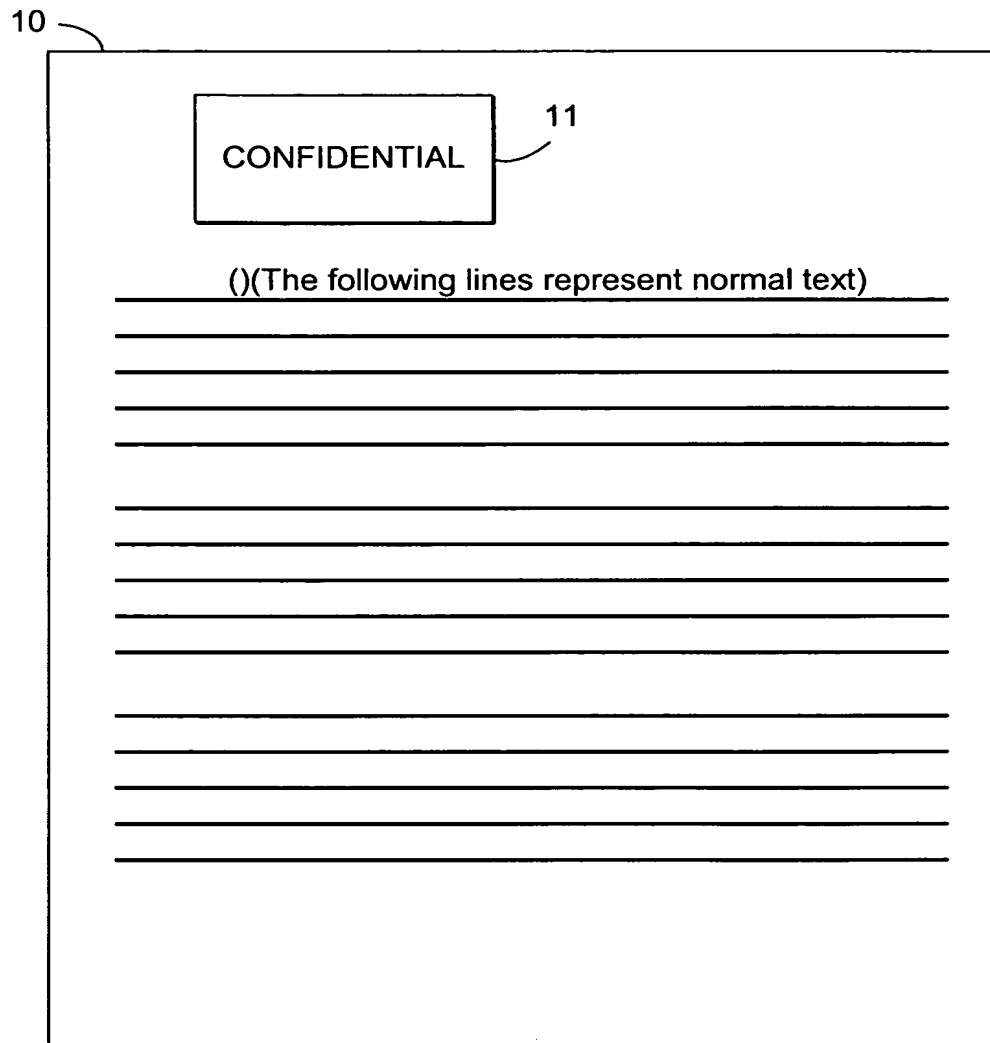 10
11
CONFIDENTIAL
()(The following lines represent normal text)